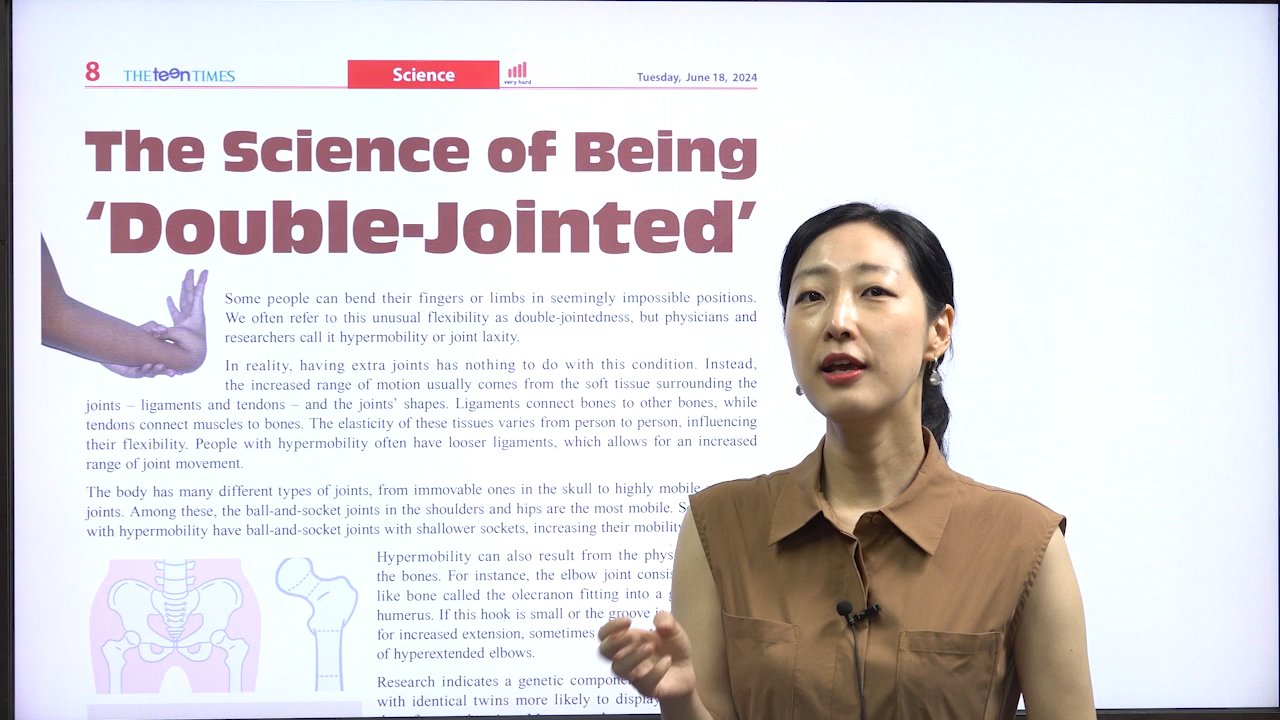 8 THE teen TIMES Science very hard Tuesday, June 18, 2024
The Science of Being
‘Double-Jointed’
Some people can bend their fingers or limbs in seemingly impossible positions.
We often refer to this unusual flexibility as double-jointedness, but physicians and
researchers call it hypermobility or joint laxity.
In reality, having extra joints has nothing to do with this condition. Instead,
the increased range of motion usually comes from the soft tissue surrounding the
joints – ligaments and tendons – and the joints’ shapes. Ligaments connect bones to other bones, while
tendons connect muscles to bones. The elasticity of these tissues varies from person to person, influencing
their flexibility. People with hypermobility often have looser ligaments, which allows for an increased
range of joint movement.
The body has many different types of joints, from immovable ones in the skull to highly mobile
joints. Among these, the ball-and-socket joints in the shoulders and hips are the most mobile.
with hypermobility have ball-and-socket joints with shallower sockets, increasing their mobility
Hypermobility can also result from the
the bones. For instance, the elbow joint
like bone called the olecranon fitting into a
humerus. If this hook is small or the groove
for increased extension, sometimes
of hyperextended elbows.
Research indicates a genetic
with identical twins more likely to